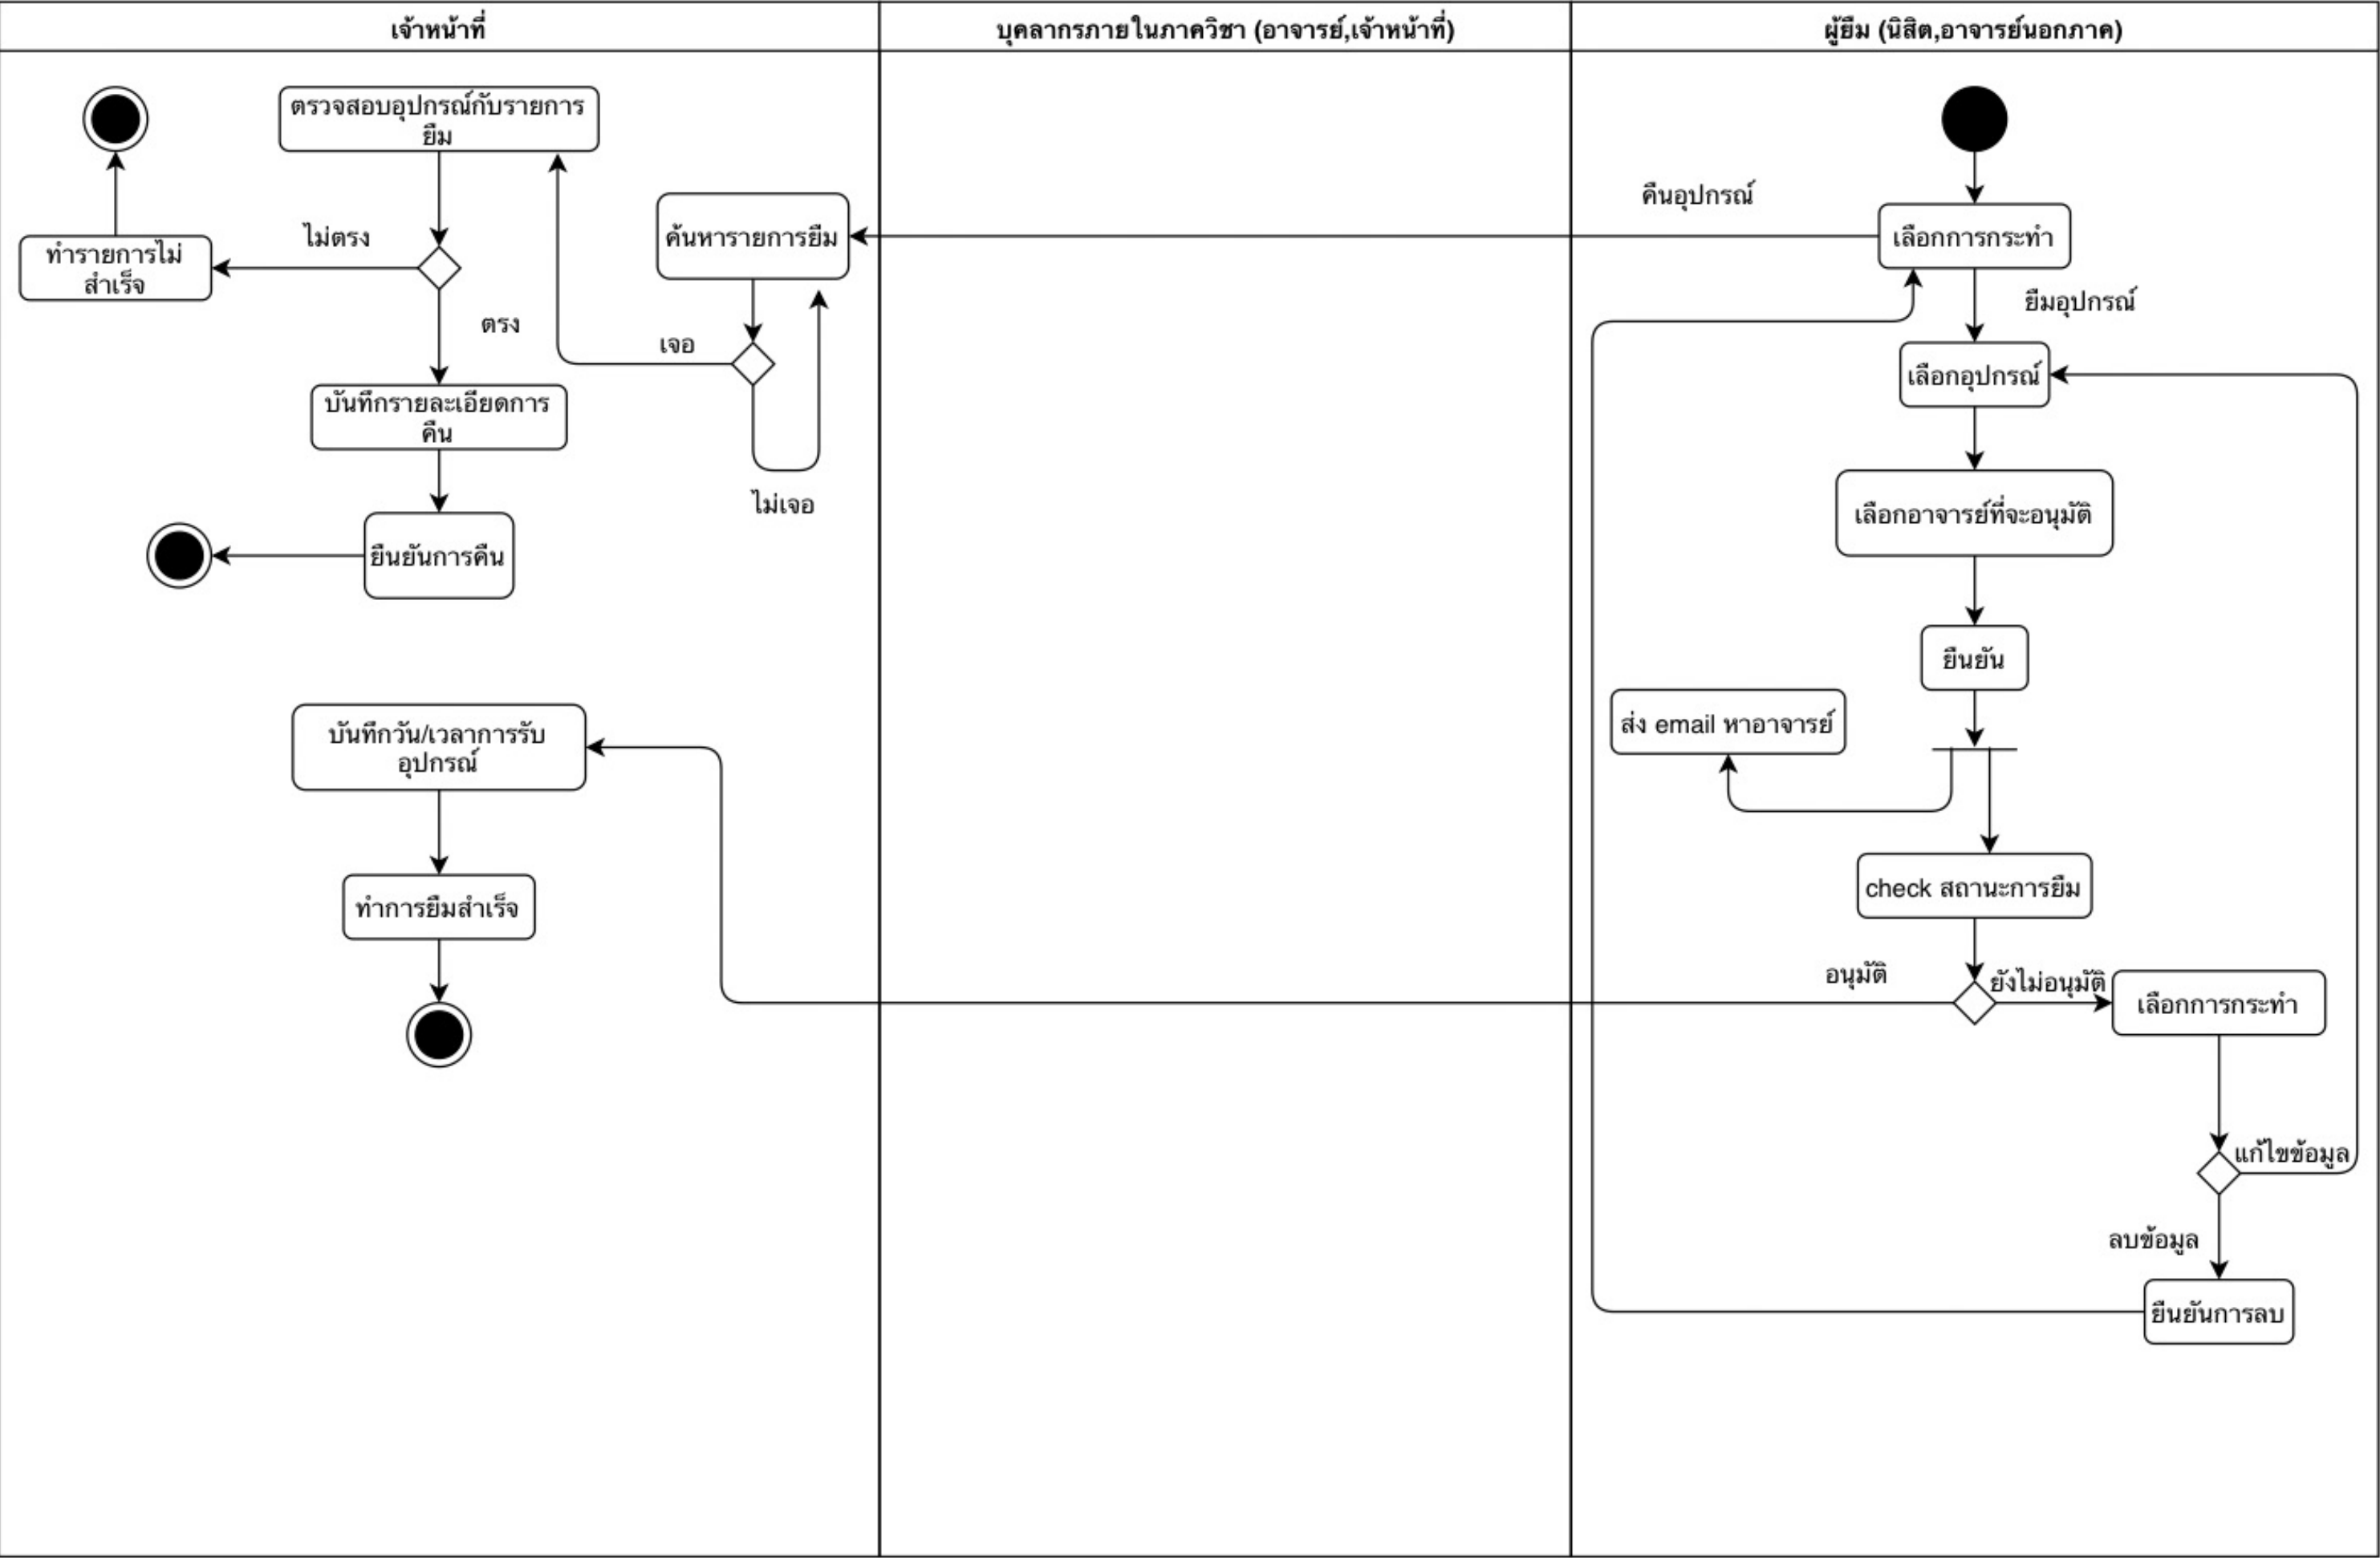 เจ้าหน้าที่
บุคลากรภายในภาควิชา (อาจารย์,เจ้าหน้าที่)
ผู้ยืม (นิสิต,อาจารย์นอกภาค)
ตรวจสอบอุปกรณ์กับรายการ
ยืม
ไม่ตรง
ทำรายการไม่
สำเร็จ
ตรง
บันทึกรายละเอียดการ
คืน
ยืนยันการคืน
ค้นหารายการยืม
เจอ
ไม่เจอ
บันทึกวัน/เวลาการรับ
อุปกรณ์
ทำการยืมสำเร็จ
คืนอุปกรณ์
เลือกการกระทำ
ยืมอุปกรณ์
เลือกอุปกรณ์
เลือกอาจารย์ที่จะอนุมัติ
ยืนยัน
ส่ง email หาอาจารย์
check สถานะการยืม
อนุมัติ
ยังไม่อนุมัติ
เลือกการกระทำ
แก้ไขข้อมูล
ลบข้อมูล
ยืนยันการลบ